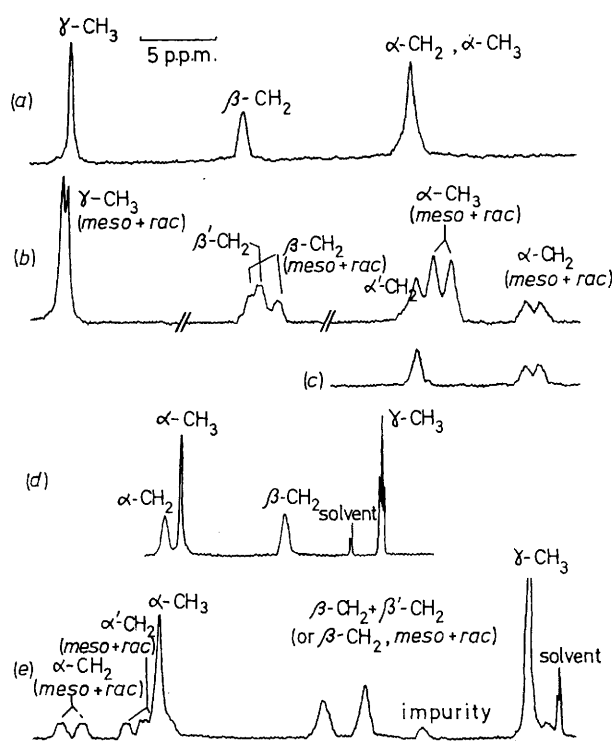 γ-CH3
5 p.p.m.
α-CH2 , α-CH3
(a)
β-CH2
γ-CH3
(meso + rac)
(b)
β'-CH2
β-CH2
(meso + rac)
α-CH3
(meso + rac)
α'-CH2
α-CH2
(meso + rac)
(c)
(d)
α-CH2
α-CH3
β-CH2
solvent
γ-CH3
(e)
α-CH2
(meso + rac)
α'-CH2
(meso + rac)
α-CH3
β-CH2 + β'-CH2
(or β-CH2, meso + rac)
impurity
γ-CH3
solvent